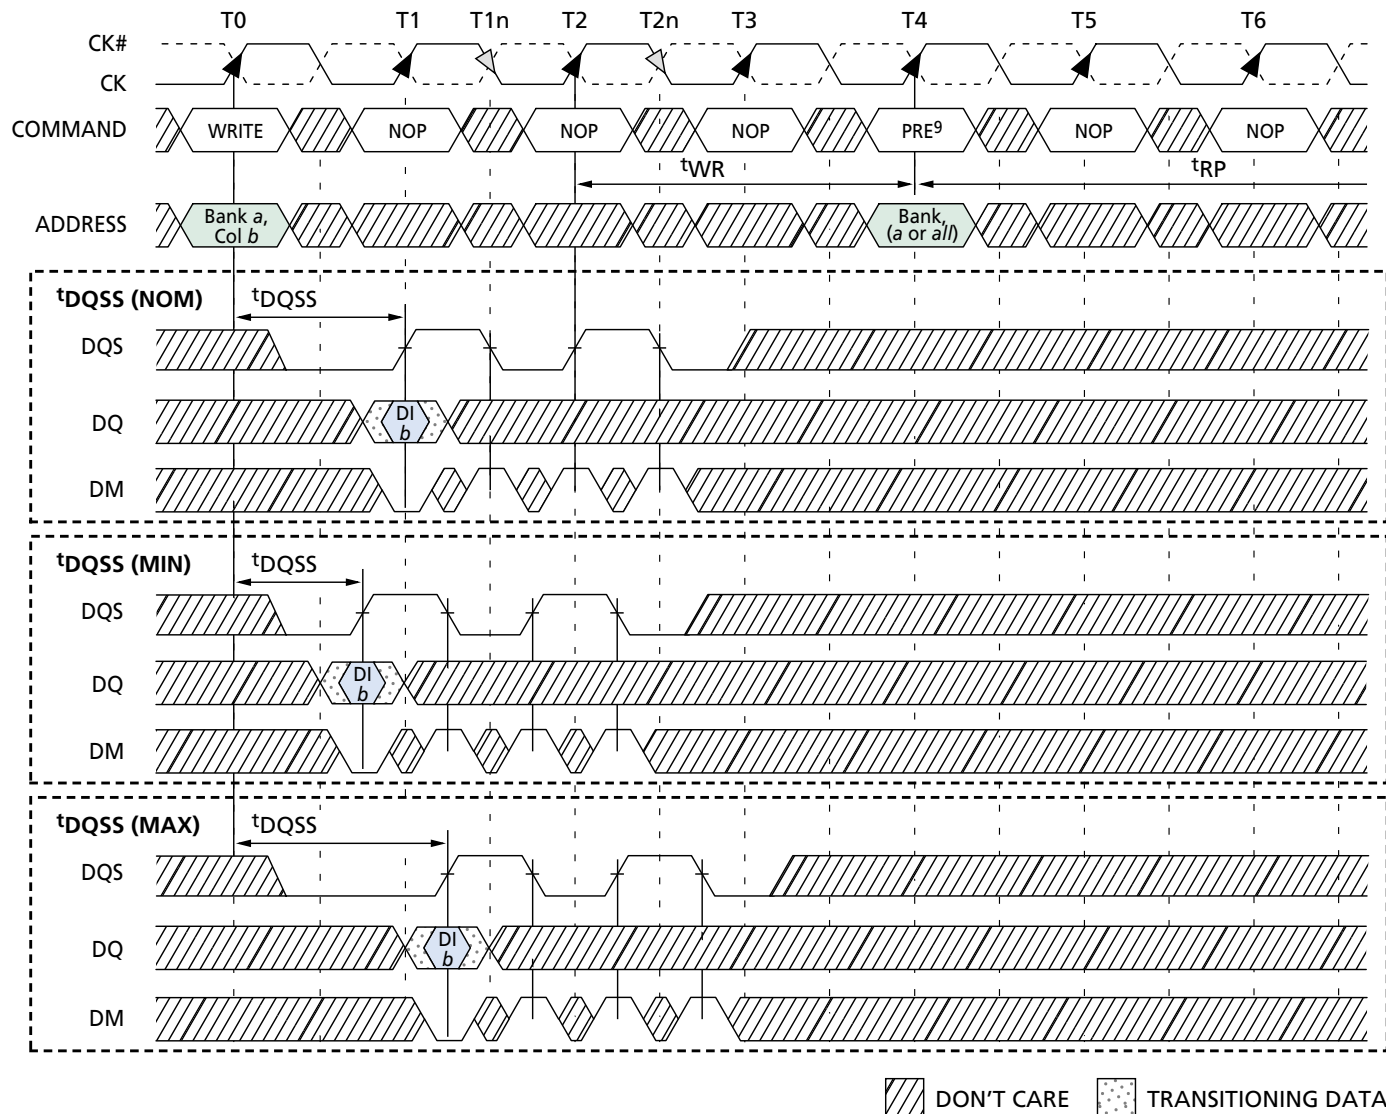 T0 T1 T1n T2 T2n T3 T4 T5 T6
CK#
CK
COMMAND WRITE NOP NOP NOP PRE9 NOP NOP
tWR tRP
ADDRESS Bank a, Col b Bank, (a or all)
tDQSS (NOM) tDQSS
DQS
DQ DI b
DM
tDQSS (MIN) tDQSS
DQS
DQ DI b
DM
tDQSS (MAX) tDQSS
DQS
DQ DI b
DM
DON'T CARE TRANSITIONING DATA